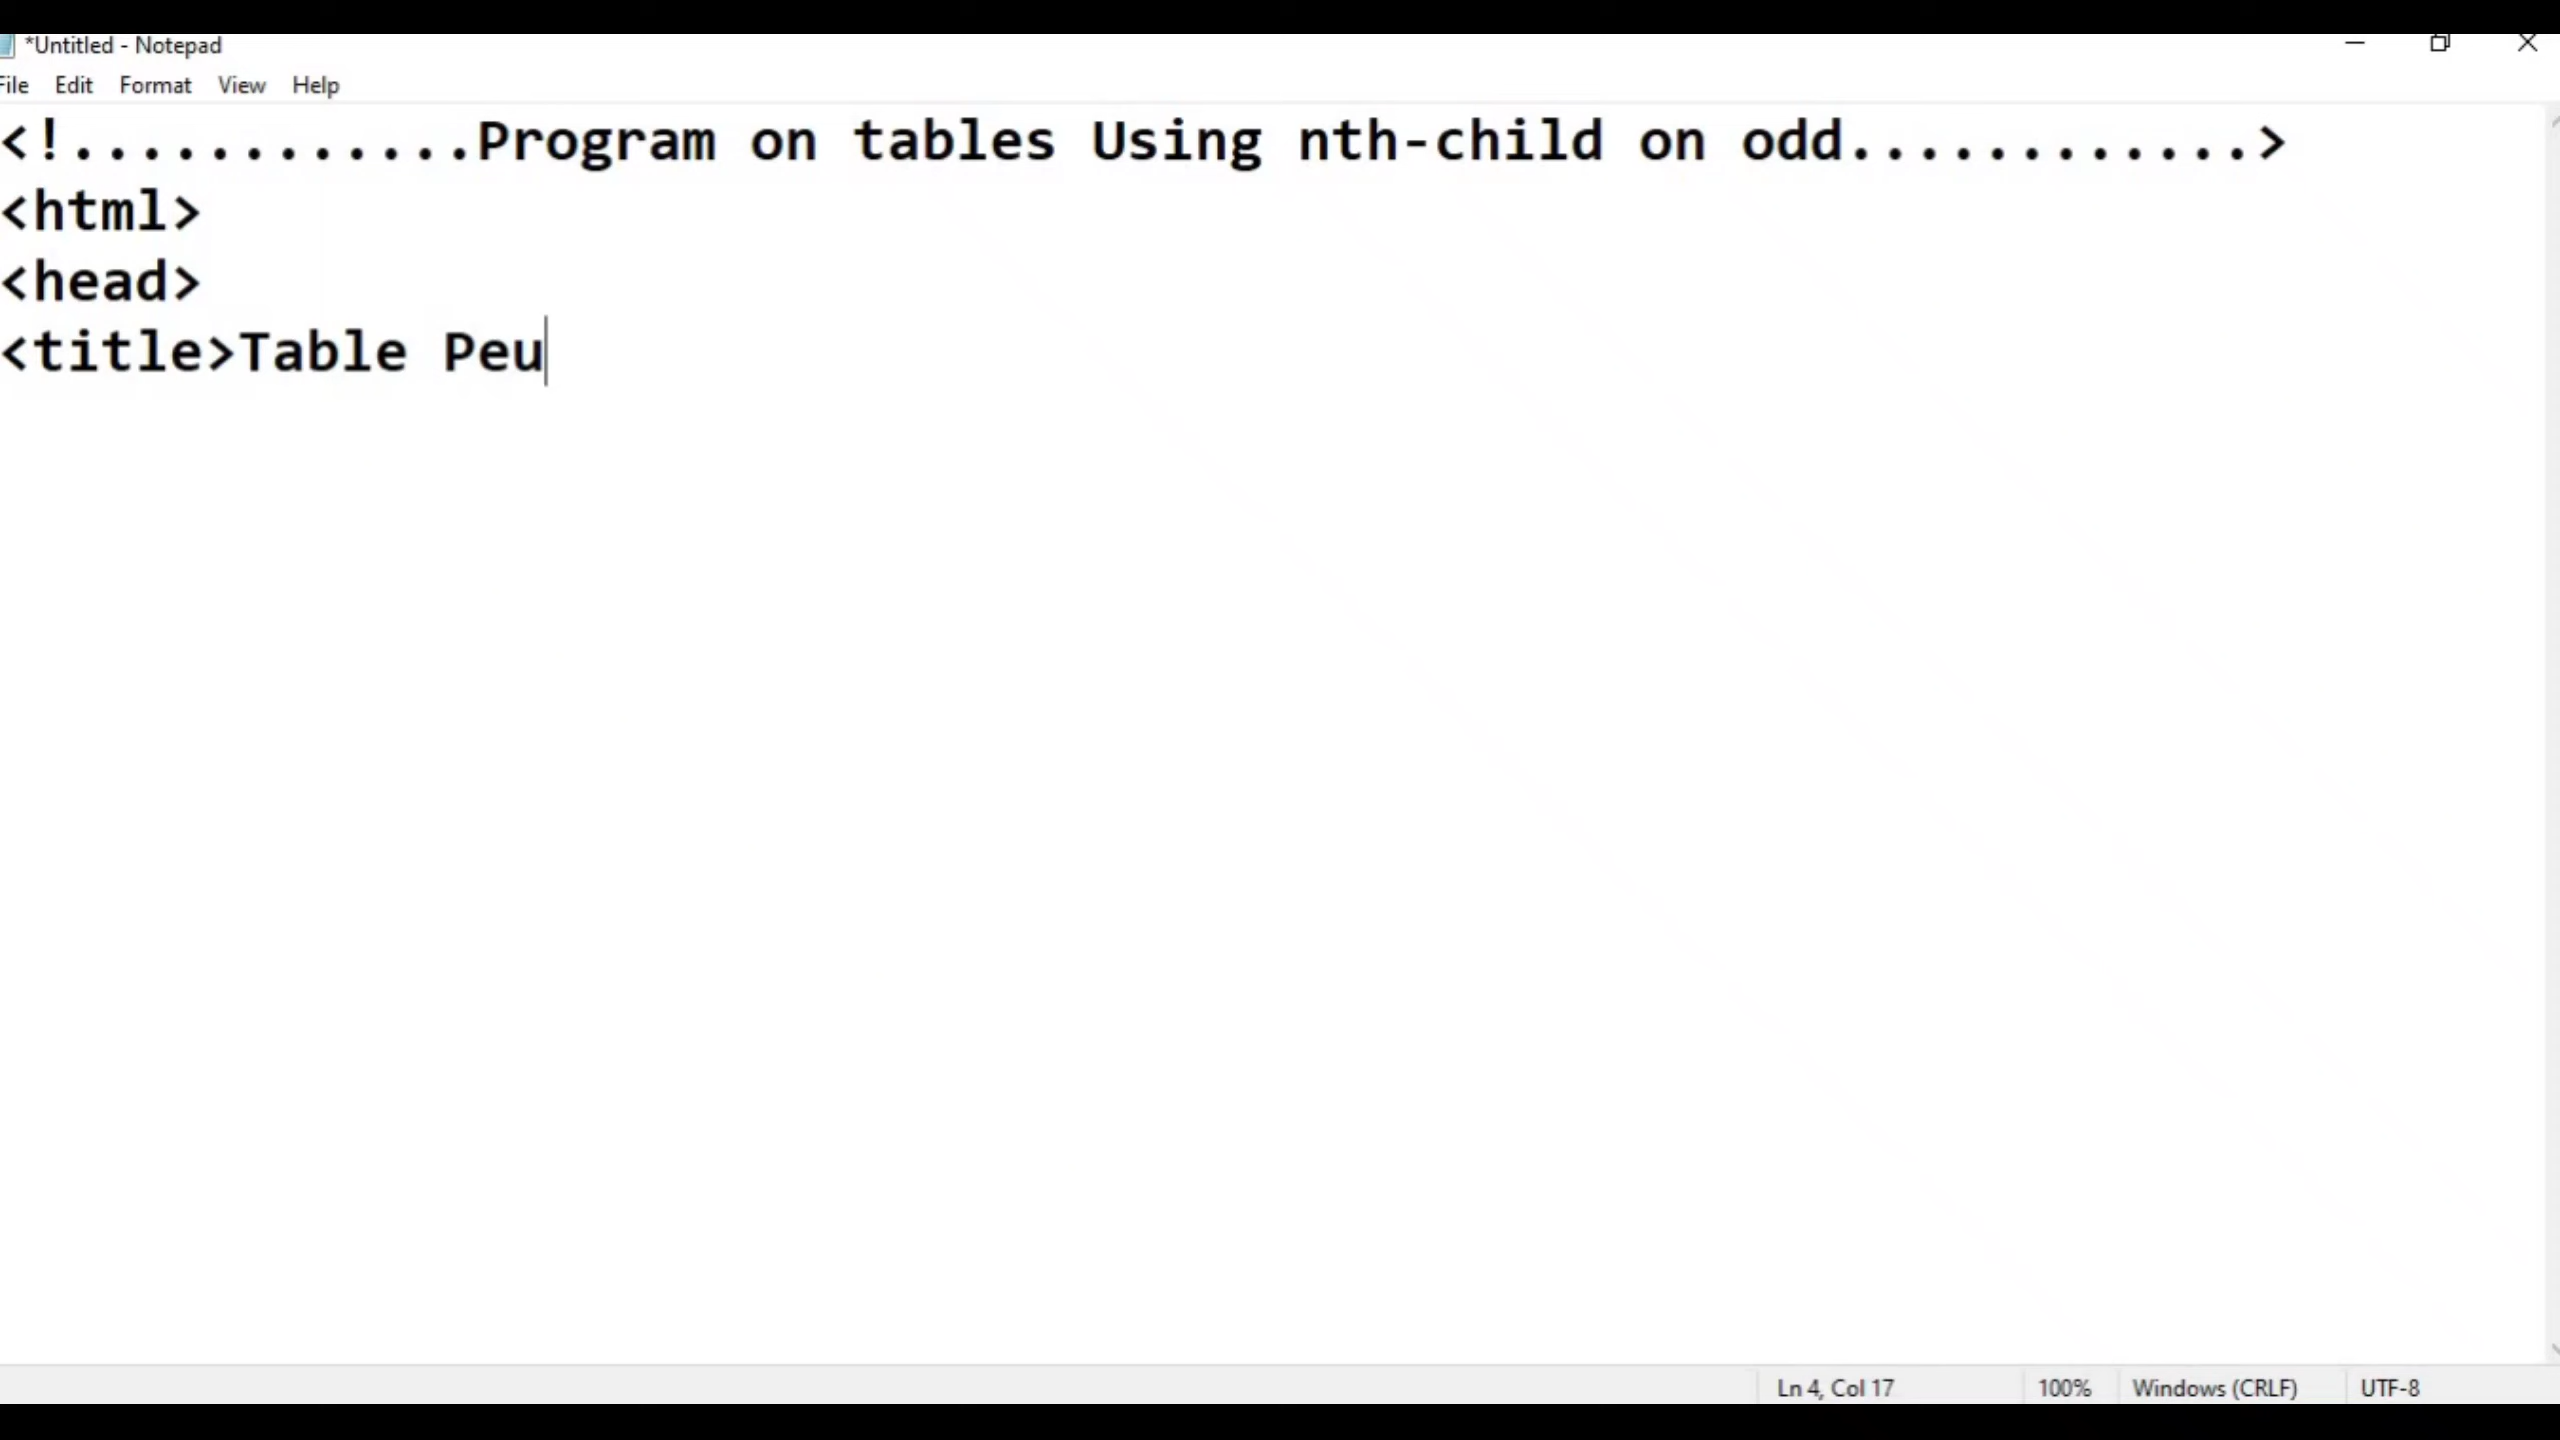 *Untitled - Notepad
File Edit Format View Help
<!............Program on tables Using nth-child on odd............>
<html>
<head>
<title>Table Peu
Ln 4, Col 17 100% Windows (CRLF) UTF-8